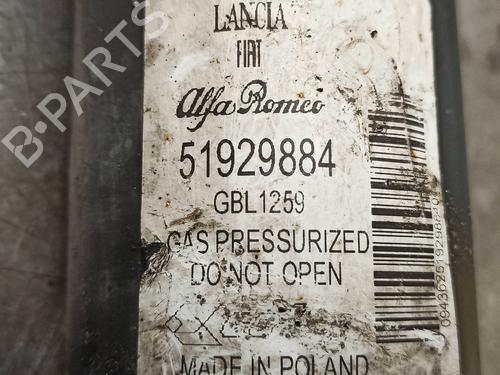 LANCIA
FIAT
Alfa Romeo
51929884
GBL1259
GAS PRESSURIZED
DO NOT OPEN
MADE IN POLAND
B-PARTS